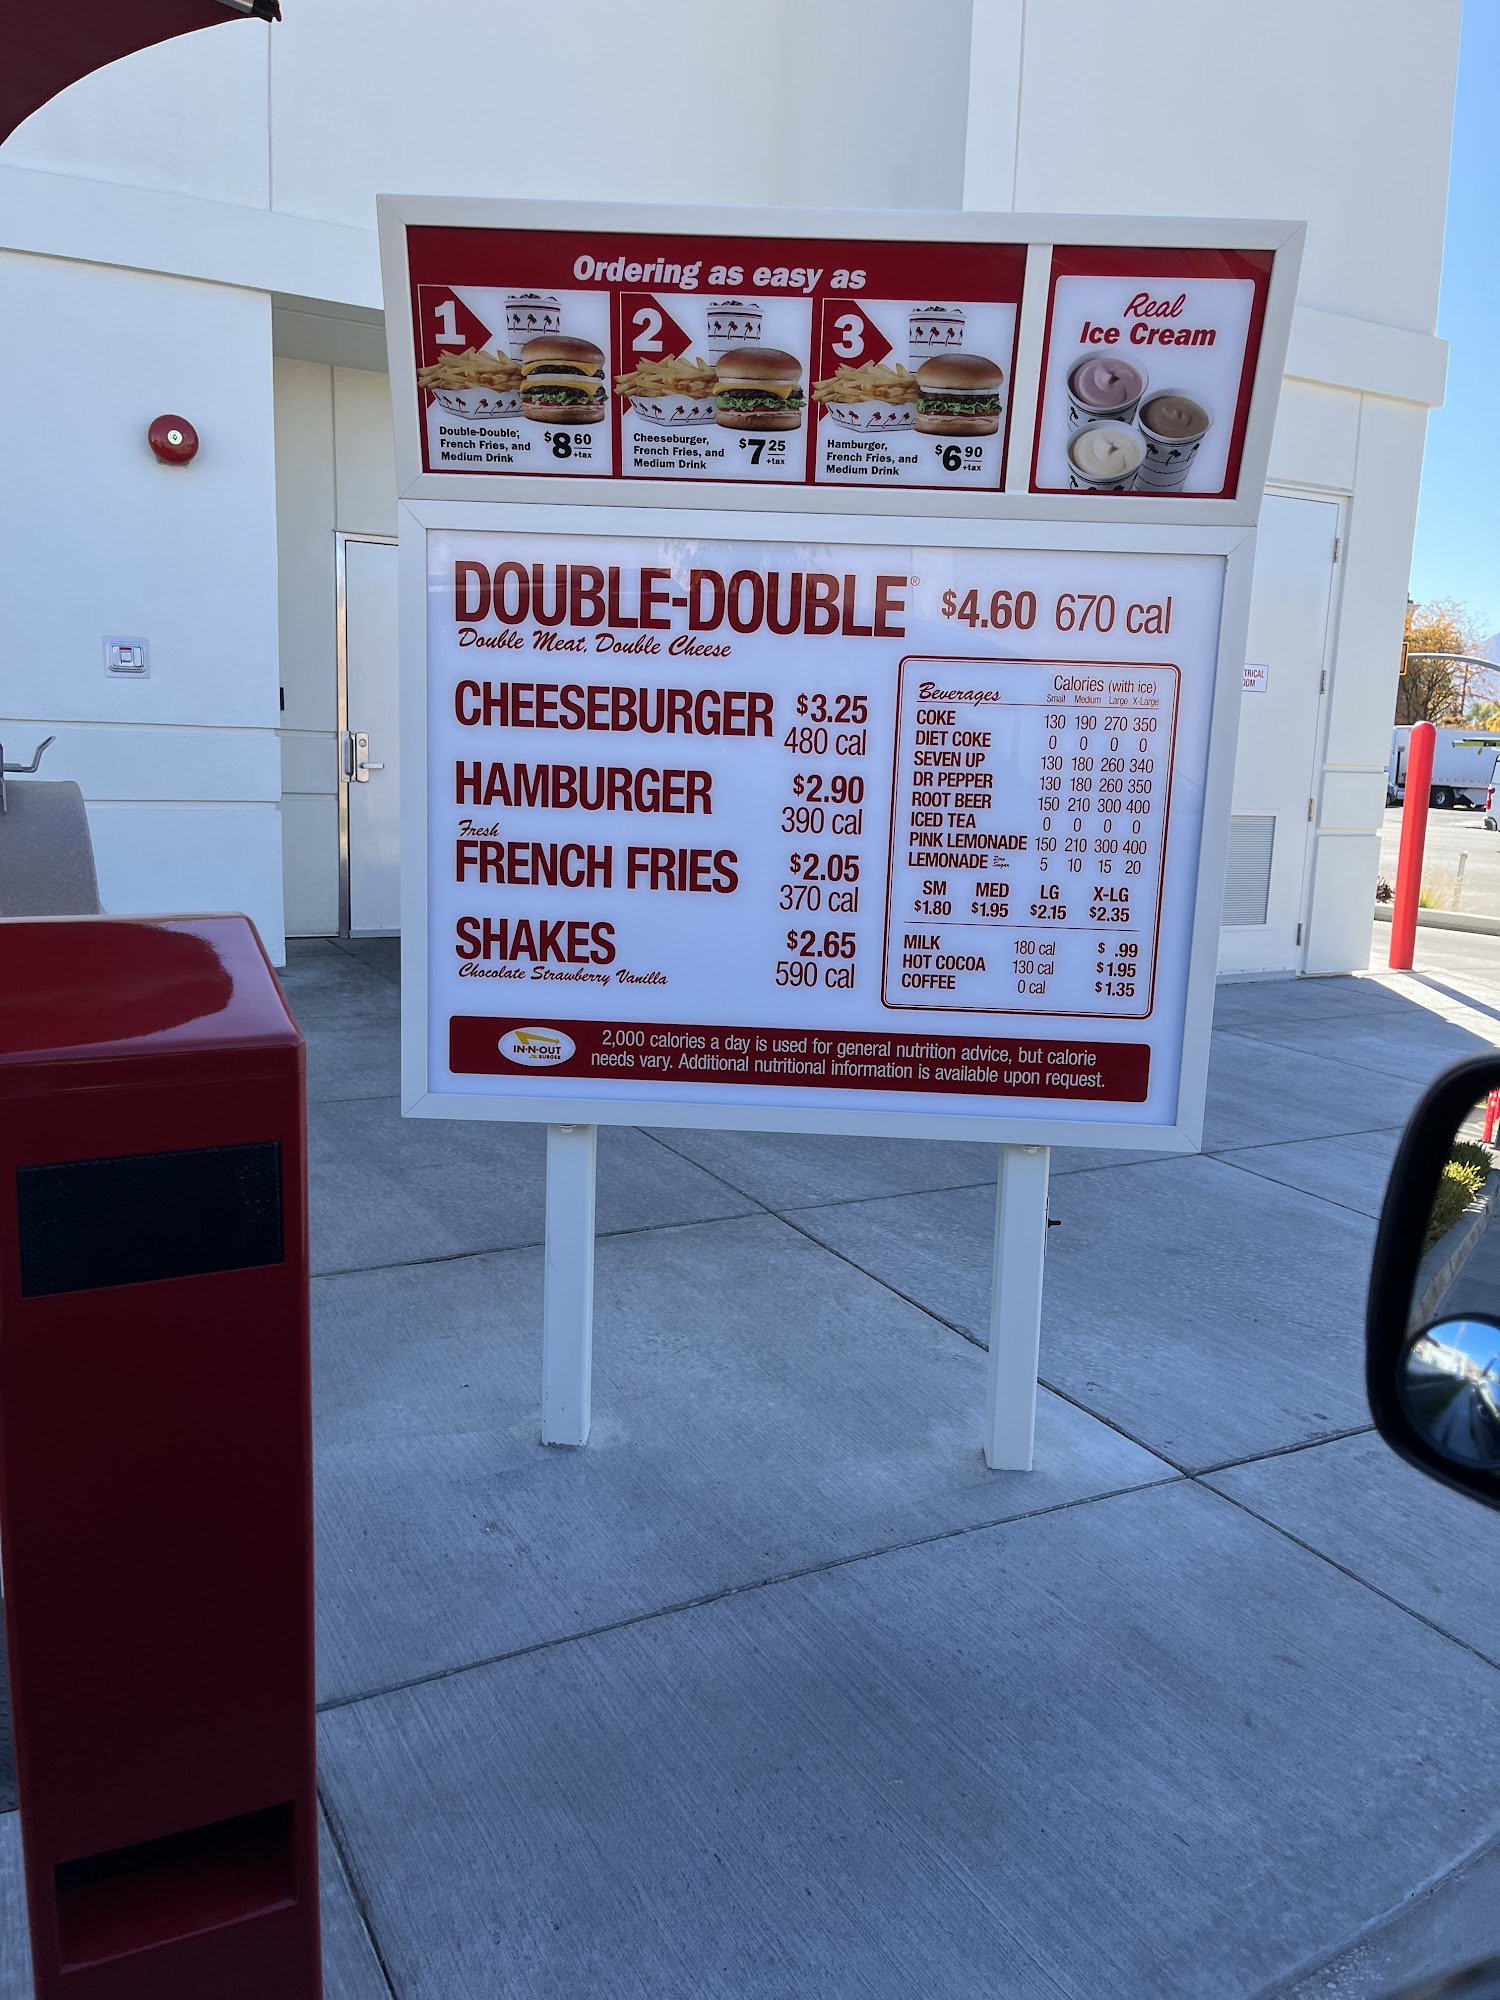 Ordering as easy as
1
Double-Double,
French Fries, and
Medium Drink
$8 60
+tax
2
Cheeseburger,
French Fries, and
Medium Drink
$7 25
+tax
3
Hamburger,
French Fries, and
Medium Drink
$6 90
+tax
Real
Ice Cream
DOUBLE-DOUBLE® $4.60 670 cal
Double Meat, Double Cheese
CHEESEBURGER $3.25
480 cal
HAMBURGER $2.90
390 cal
Fresh
FRENCH FRIES $2.05
370 cal
SHAKES $2.65
Chocolate Strawberry Vanilla 590 cal
Beverages Calories (with ice)
Small Medium Large X-Large
COKE 130 190 270 350
DIET COKE 0 0 0 0
SEVEN UP 130 180 260 340
DR PEPPER 130 180 260 350
ROOT BEER 150 210 300 400
ICED TEA 0 0 0 0
PINK LEMONADE 150 210 300 400
LEMONADE Zero Sugar 5 10 15 20
SM MED LG X-LG
$1.80 $1.95 $2.15 $2.35
MILK 180 cal $ .99
HOT COCOA 130 cal $1.95
COFFEE 0 cal $1.35
IN-N-OUT
BURGER
2,000 calories a day is used for general nutrition advice, but calorie
needs vary. Additional nutritional information is available upon request.
TRICAL
OOM